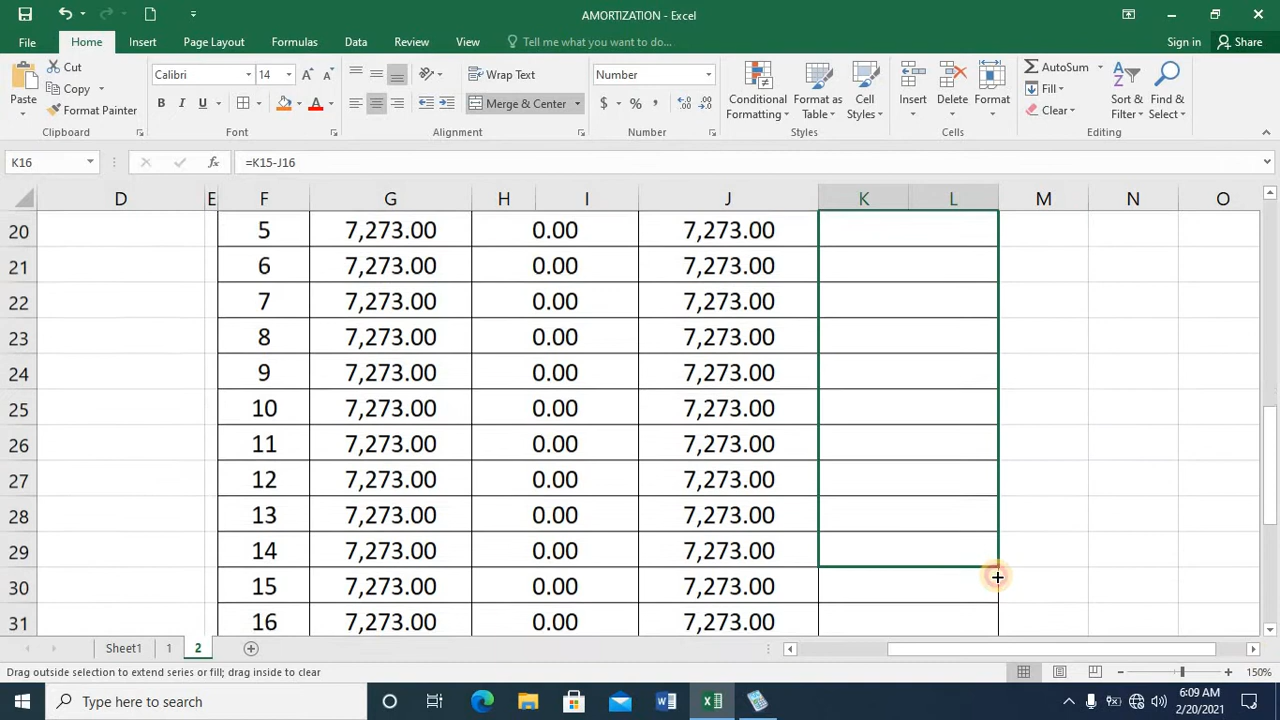 AMORTIZATION - Excel
File Home Insert Page Layout Formulas Data Review View Tell me what you want to do... Sign in Share
Paste Cut Copy Format Painter Clipboard
Calibri 14 A A B I U A Font
Wrap Text Merge & Center Alignment
Number $ % , Number
Conditional Formatting Format as Table Cell Styles Styles
Insert Delete Format Cells
AutoSum Fill Clear Sort & Filter Find & Select Editing
K16 fx =K15-J16
D E F G H I J K L M N O
20 5 7,273.00 0.00 7,273.00
21 6 7,273.00 0.00 7,273.00
22 7 7,273.00 0.00 7,273.00
23 8 7,273.00 0.00 7,273.00
24 9 7,273.00 0.00 7,273.00
25 10 7,273.00 0.00 7,273.00
26 11 7,273.00 0.00 7,273.00
27 12 7,273.00 0.00 7,273.00
28 13 7,273.00 0.00 7,273.00
29 14 7,273.00 0.00 7,273.00
30 15 7,273.00 0.00 7,273.00
31 16 7,273.00 0.00 7,273.00
Sheet1 1 2
Drag outside selection to extend series or fill; drag inside to clear 150%
Type here to search 6:09 AM
2/20/2021